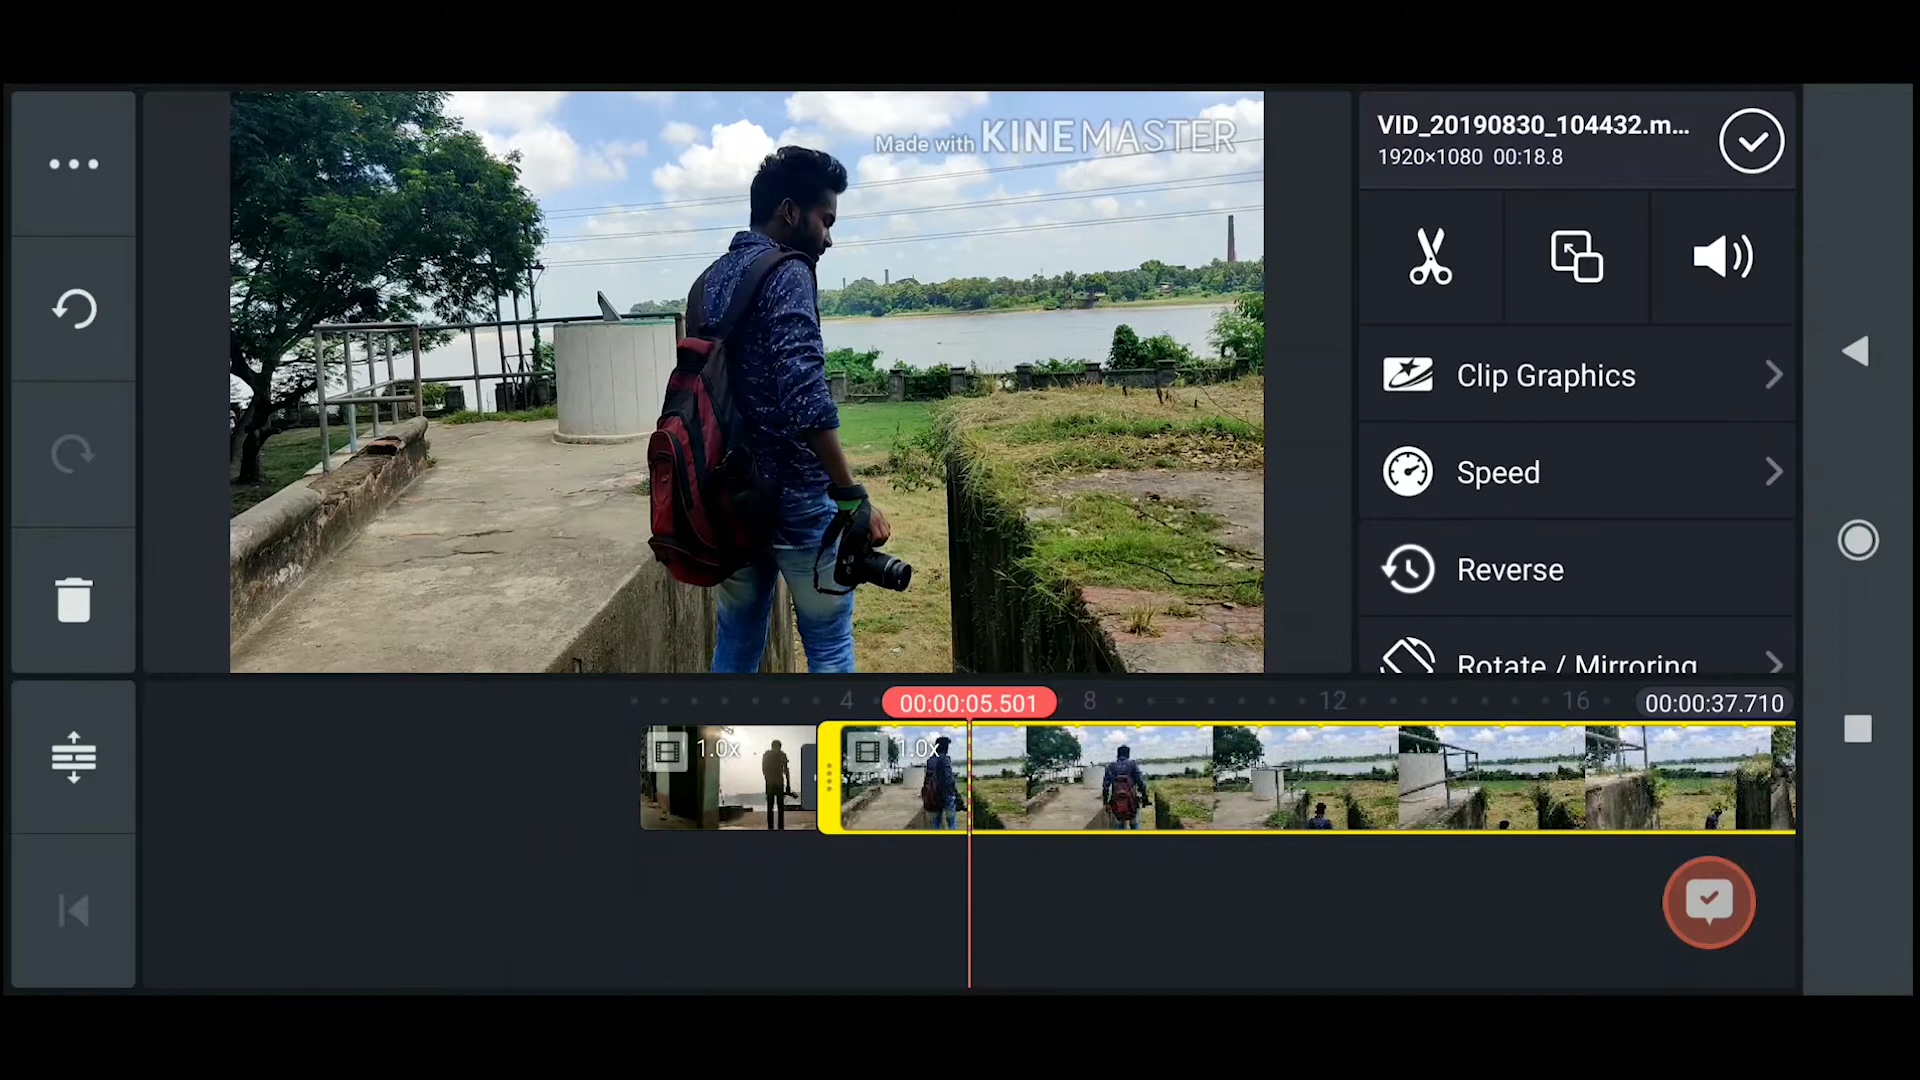 Made with KINEMASTER
VID_20190830_104432.m...
1920×1080 00:18.8
Clip Graphics
Speed
Reverse
Rotate / Mirroring
4
00:00:05.501
8
12
16
00:00:37.710
1.0x
1.0x